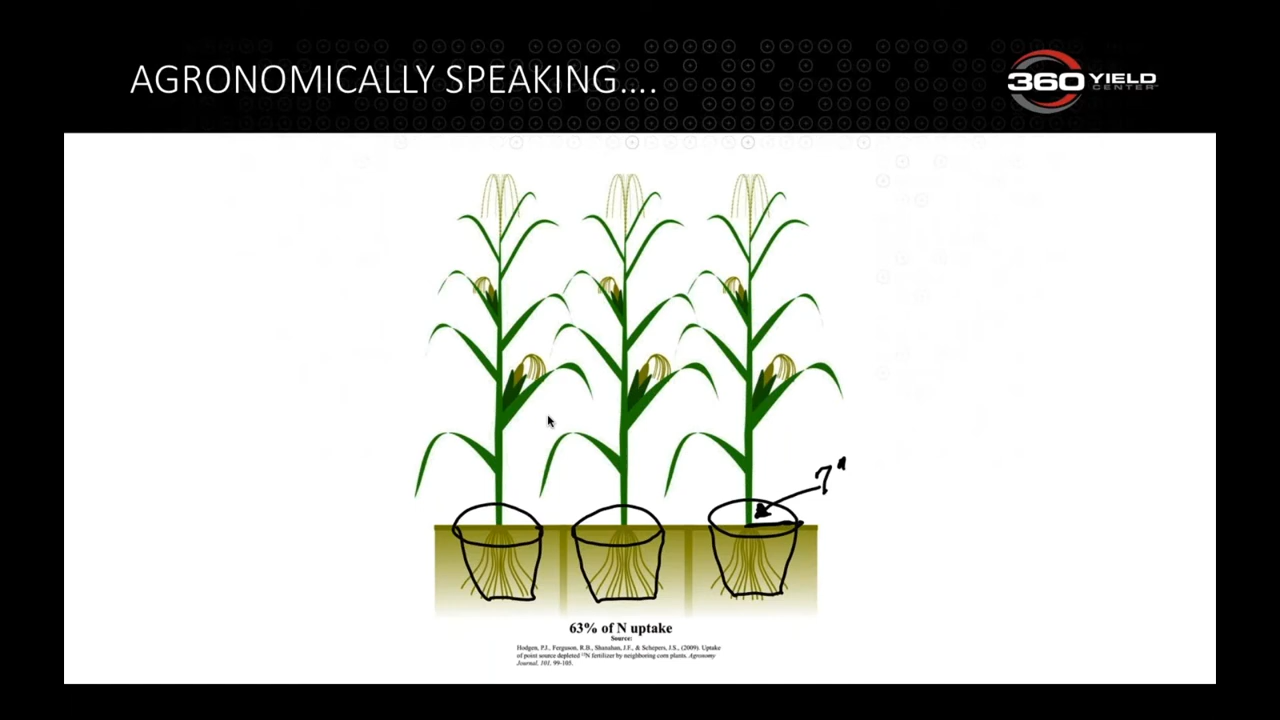 AGRONOMICALLY SPEAKING....
360 YIELD
CENTER™
7"
63% of N uptake
Source:
Hodgen, P.J., Ferguson, R.B., Shanahan, J.F., & Schepers, J.S., (2009). Uptake
of point source depleted ¹⁵N fertilizer by neighboring corn plants. Agronomy
Journal, 101. 99-105.